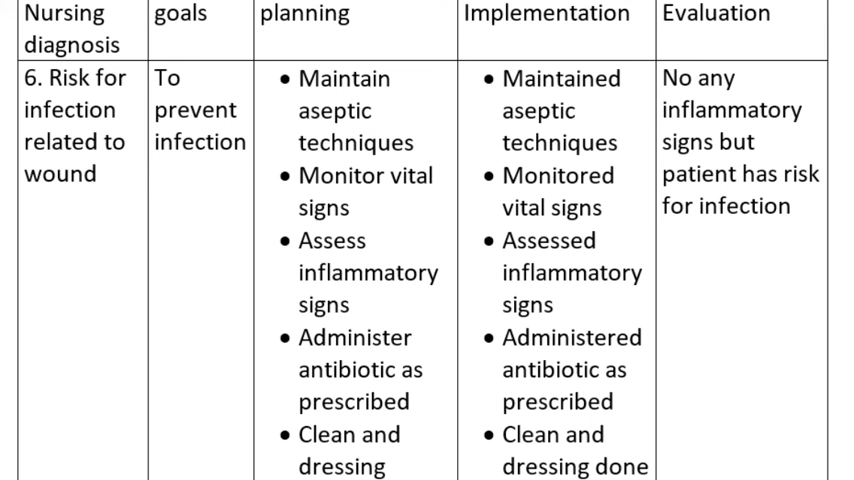 Nursing
diagnosis
goals
planning
Implementation
Evaluation
6. Risk for
infection
related to
wound
To
prevent
infection
• Maintain
aseptic
techniques
• Monitor vital
signs
• Assess
inflammatory
signs
• Administer
antibiotic as
prescribed
• Clean and
dressing
• Maintained
aseptic
techniques
• Monitored
vital signs
• Assessed
inflammatory
signs
• Administered
antibiotic as
prescribed
• Clean and
dressing done
No any
inflammatory
signs but
patient has risk
for infection